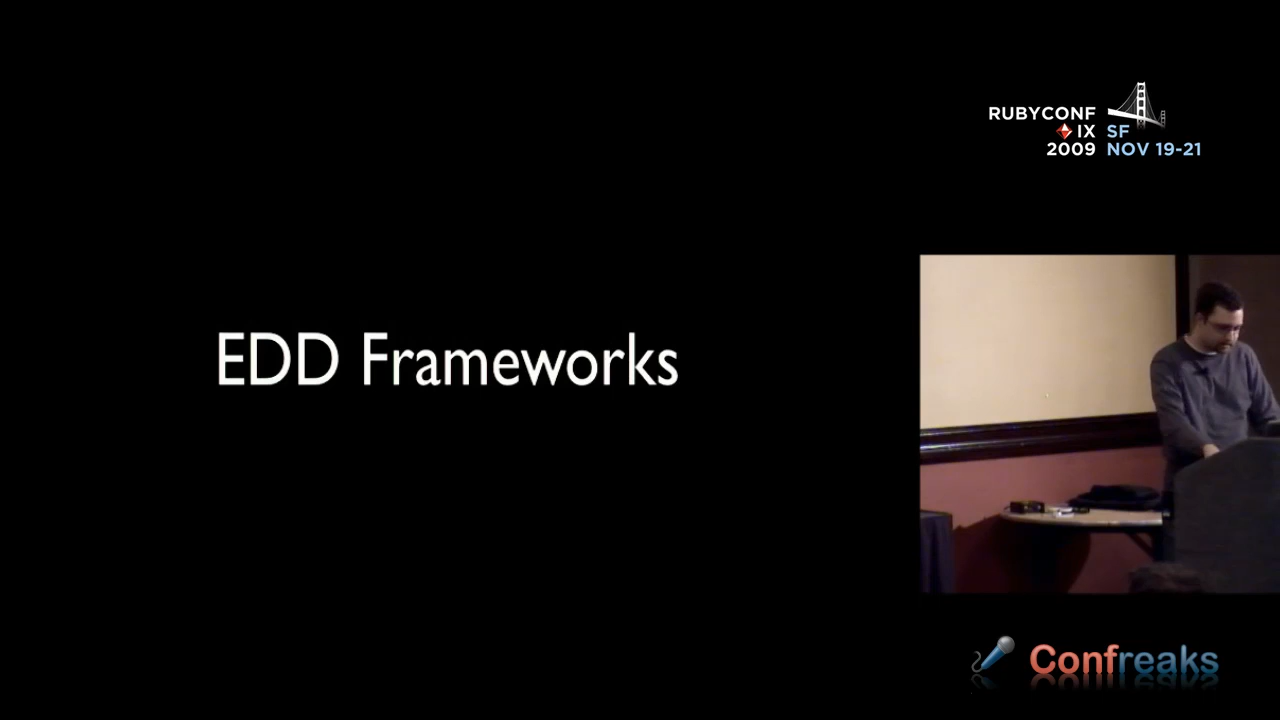 RUBYCONF
IX SF
2009 NOV 19-21
EDD Frameworks
Confreaks